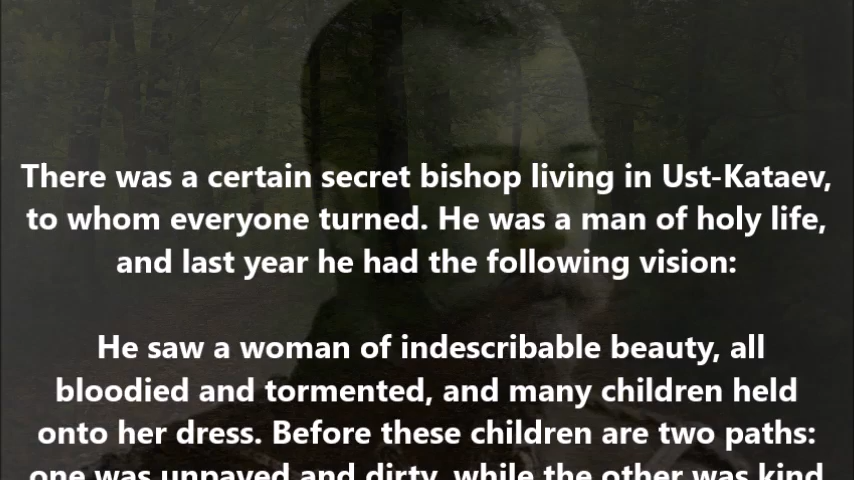 There was a certain secret bishop living in Ust-Kataev,
to whom everyone turned. He was a man of holy life,
and last year he had the following vision:
He saw a woman of indescribable beauty, all
bloodied and tormented, and many children held
onto her dress. Before these children are two paths:
one was unpaved and dirty, while the other was kind